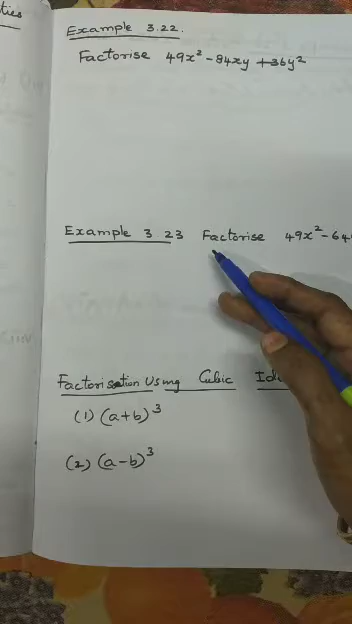 Example 3.22.
Factorise 49x² - 84xy + 36y²
Example 3 23 Factorise 49x² - 64
Factorisation Using Cubic
(1) (a+b)³
(2) (a-b)³